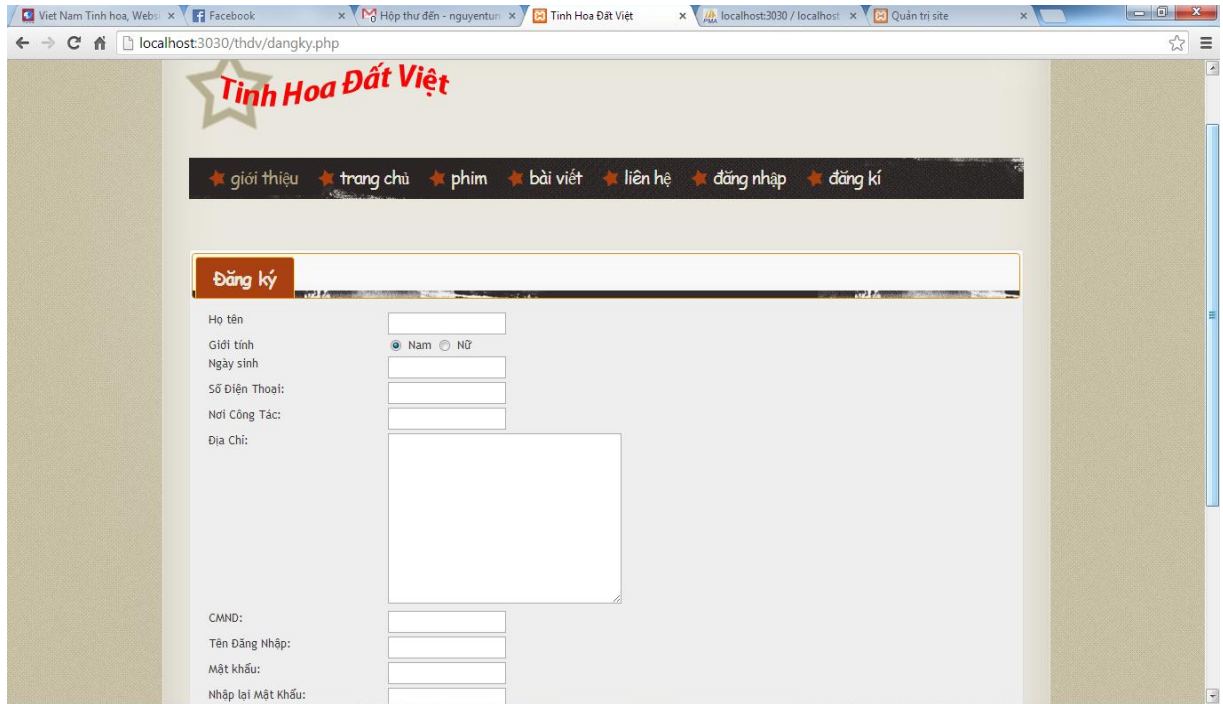 Viet Nam Tinh hoa, Websi
Facebook
Hộp thư đến - nguyentun
Tinh Hoa Đất Việt
localhost:3030 / localhost
Quản trị site
localhost:3030/thdv/dangky.php
Tinh Hoa Đất Việt
giới thiệu trang chủ phim bài viết liên hệ đăng nhập đăng kí
Đăng ký
Họ tên
Giới tính Nam Nữ
Ngày sinh
Số Điện Thoại:
Nơi Công Tác:
Địa Chỉ:
CMND:
Tên Đăng Nhập:
Mật khẩu:
Nhập lại Mật Khẩu: